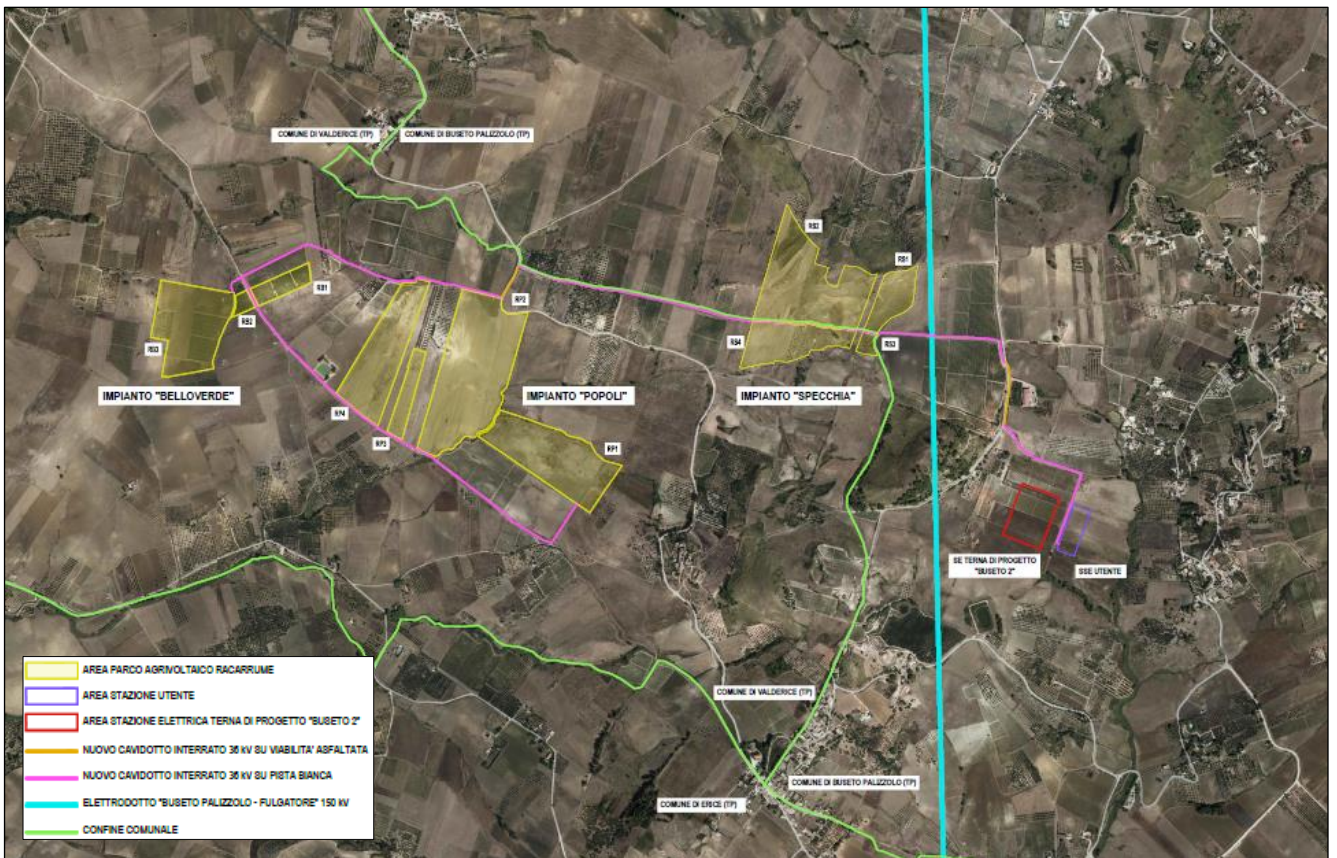 COMUNE DI VALDERICE (TP)
COMUNE DI BUSETO PALIZZOLO (TP)
RS2
RS1
RB1
RP2
RB2
RB3
RS4
RS3
IMPIANTO "BELLOVERDE"
IMPIANTO "POPOLI"
IMPIANTO "SPECCHIA"
RP4
RP3
RP1
SE TERNA DI PROGETTO
"BUSETO 2"
SSE UTENTE
AREA PARCO AGRIVOLTAICO RACARRUME
AREA STAZIONE UTENTE
AREA STAZIONE ELETTRICA TERNA DI PROGETTO "BUSETO 2"
NUOVO CAVIDOTTO INTERRATO 36 kV SU VIABILITA' ASFALTATA
NUOVO CAVIDOTTO INTERRATO 36 kV SU PISTA BIANCA
ELETTRODOTTO "BUSETO PALIZZOLO - FULGATORE" 150 kV
CONFINE COMUNALE
COMUNE DI VALDERICE (TP)
COMUNE DI BUSETO PALIZZOLO (TP)
COMUNE DI ERICE (TP)